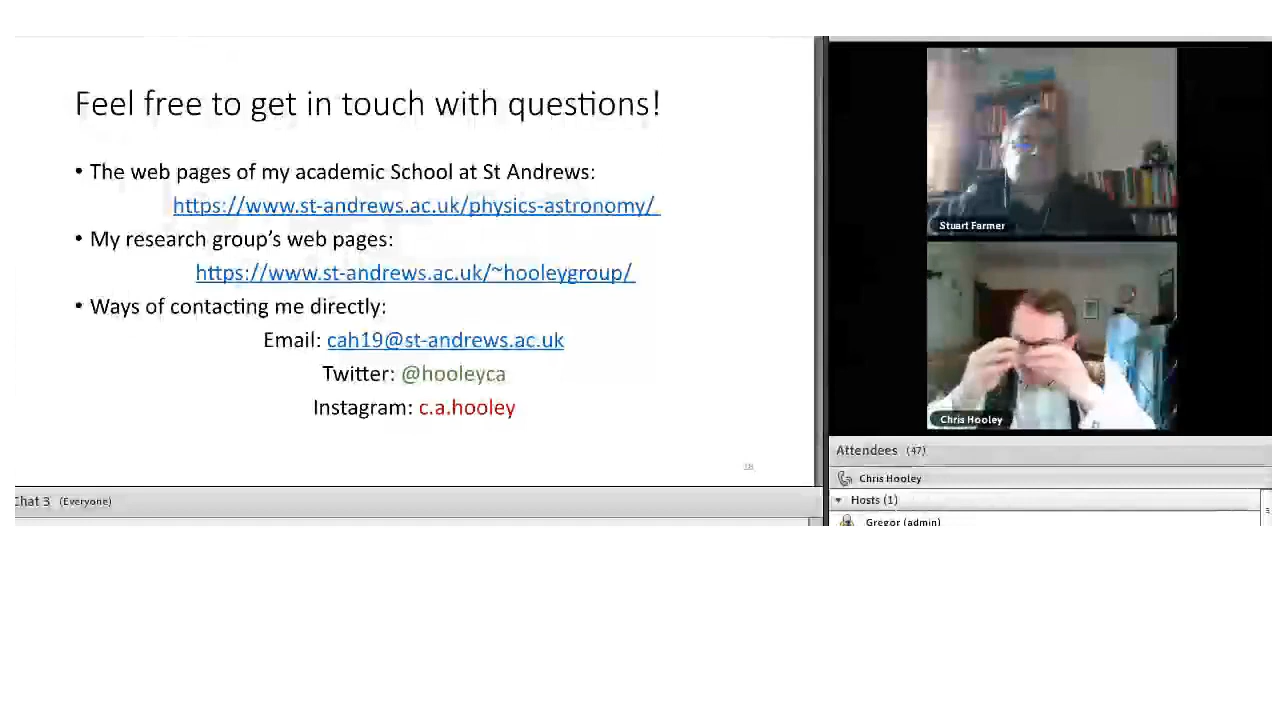 Feel free to get in touch with questions!
• The web pages of my academic School at St Andrews:
https://www.st-andrews.ac.uk/physics-astronomy/
• My research group’s web pages:
https://www.st-andrews.ac.uk/~hooleygroup/
• Ways of contacting me directly:
Email: cah19@st-andrews.ac.uk
Twitter: @hooleyca
Instagram: c.a.hooley
Chat 3 (Everyone)
Stuart Farmer
Chris Hooley
Attendees (47)
Chris Hooley
Hosts (1)
Gregor (admin)